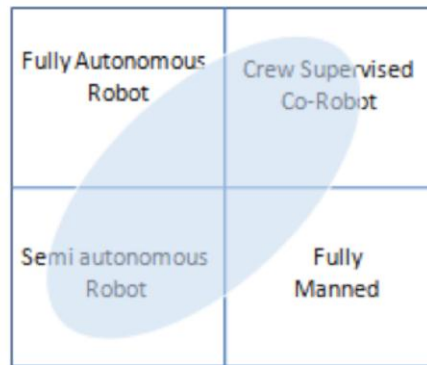 Fully Autonomous
Robot
Crew Supervised
Co-Robot
Semi autonomous
Robot
Fully
Manned